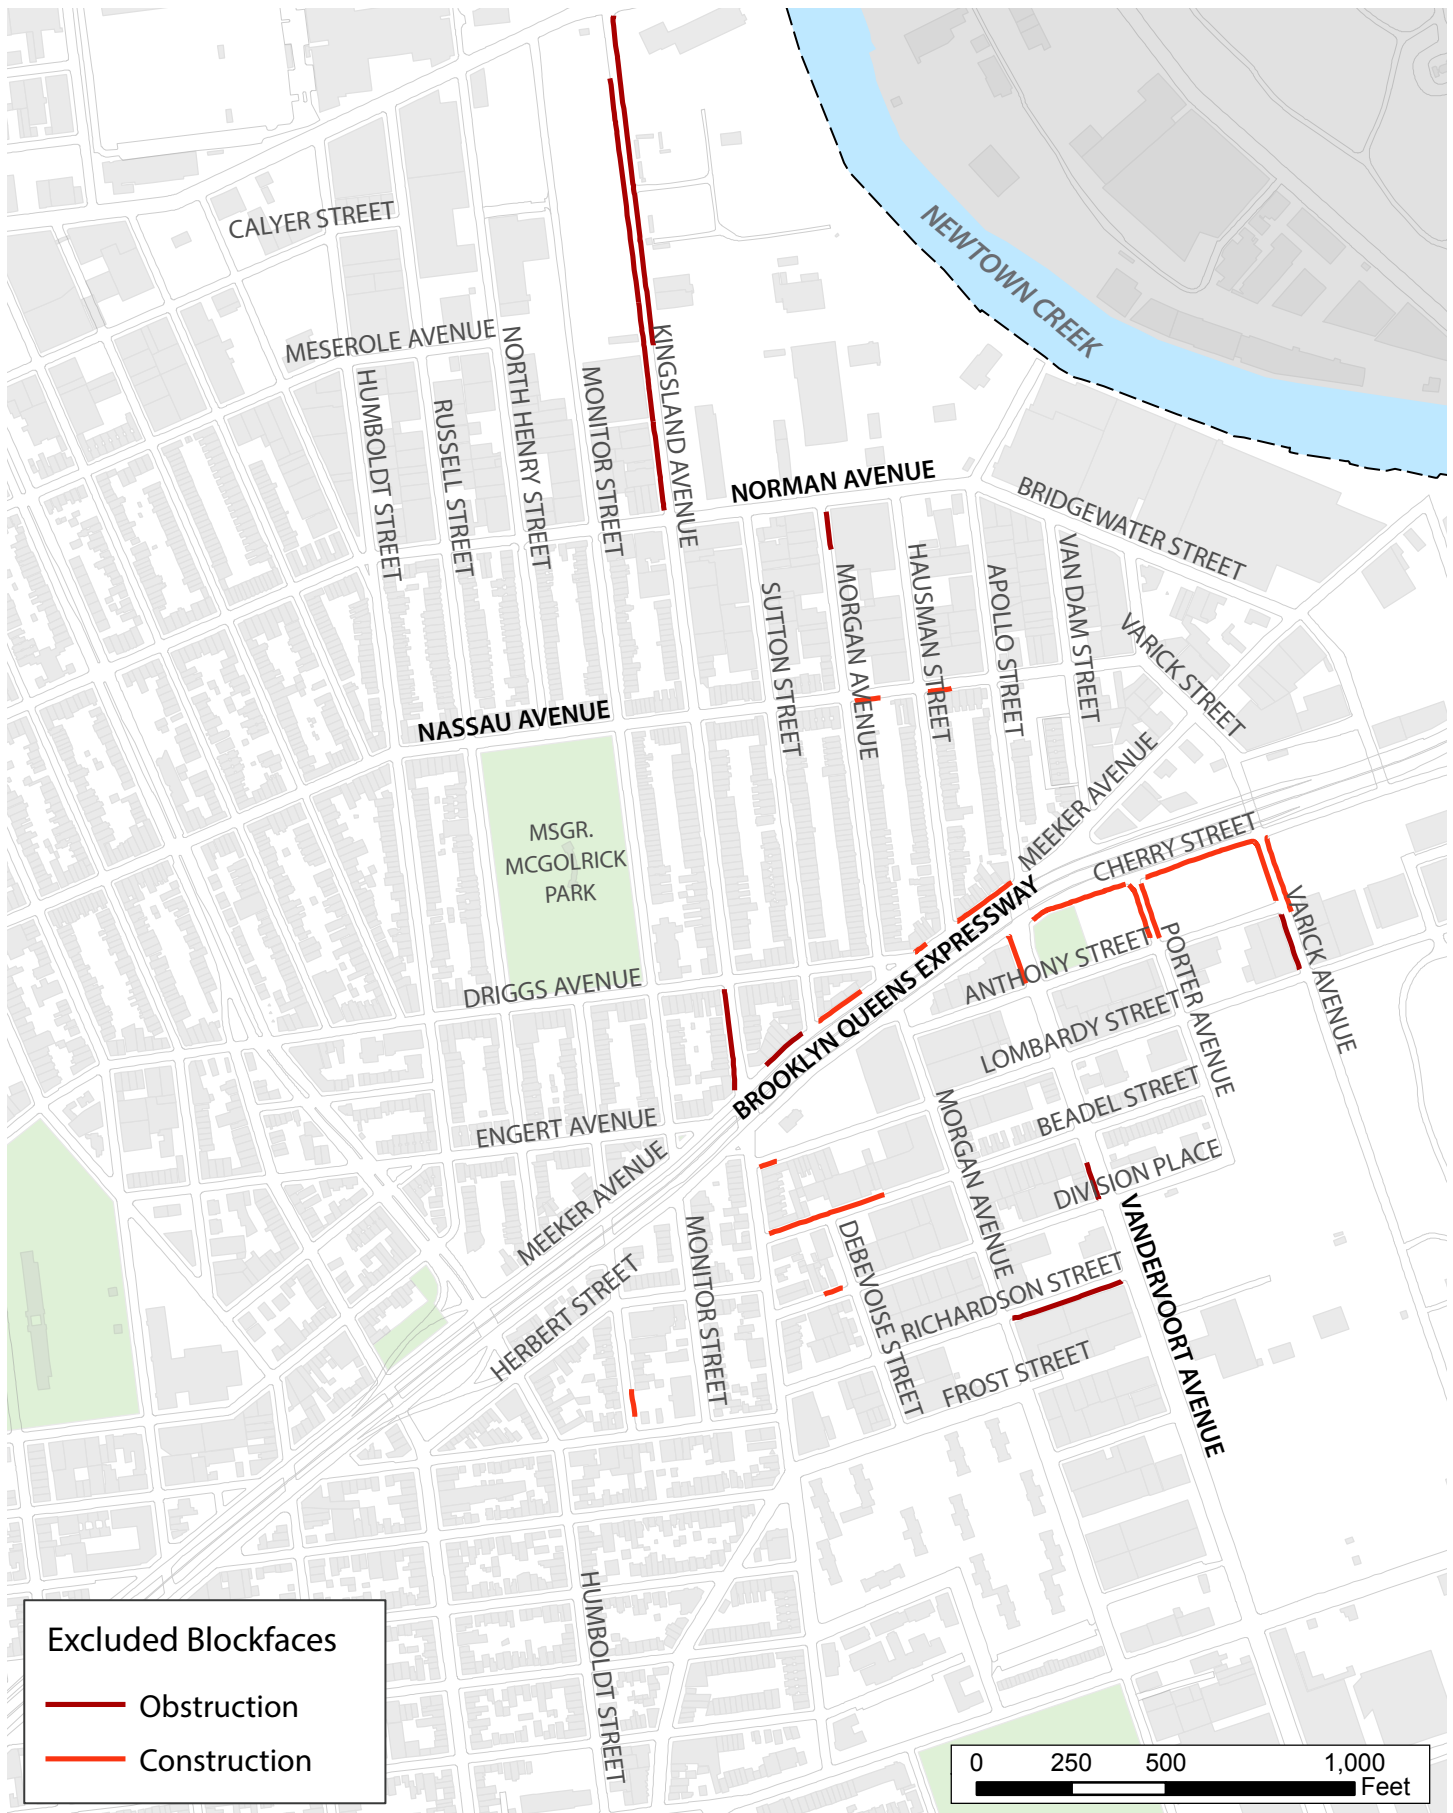 CALYER STREET
NEWTOWN CREEK
MESEROLE AVENUE
HUMBOLDT STREET
RUSSELL STREET
NORTH HENRY STREET
MONITOR STREET
KINGSLAND AVENUE
NORMAN AVENUE
BRIDGEWATER STREET
SUTTON STREET
MORGAN AVENUE
HAUSMAN STREET
APOLLO STREET
VAN DAM STREET
VARICK STREET
NASSAU AVENUE
MEEKER AVENUE
MSGR.
MCGOLRICK
PARK
CHERRY STREET
BROOKLYN QUEENS EXPRESSWAY
VARICK AVENUE
ANTHONY STREET
PORTER AVENUE
DRIGGS AVENUE
LOMBARDY STREET
BEADEL STREET
ENGERT AVENUE
MORGAN AVENUE
DIVISION PLACE
MEEKER AVENUE
VANDERVOORT AVENUE
MONITOR STREET
DEBEVOISE STREET
HERBERT STREET
RICHARDSON STREET
FROST STREET
HUMBOLDT STREET
Excluded Blockfaces
Obstruction
Construction
0 250 500 1,000
Feet